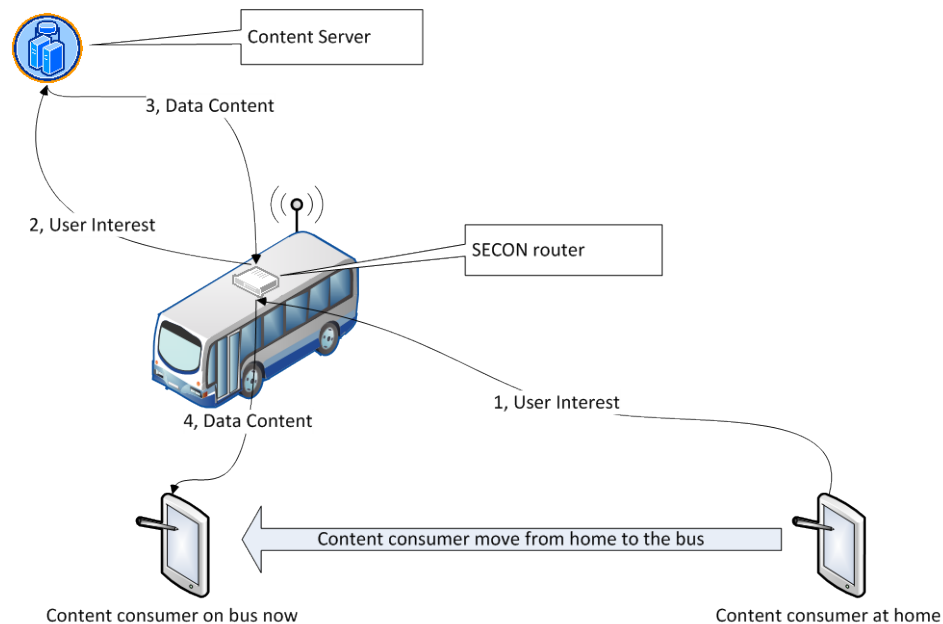 Content Server
3, Data Content
2, User Interest
SECON router
1, User Interest
4, Data Content
Content consumer move from home to the bus
Content consumer on bus now
Content consumer at home